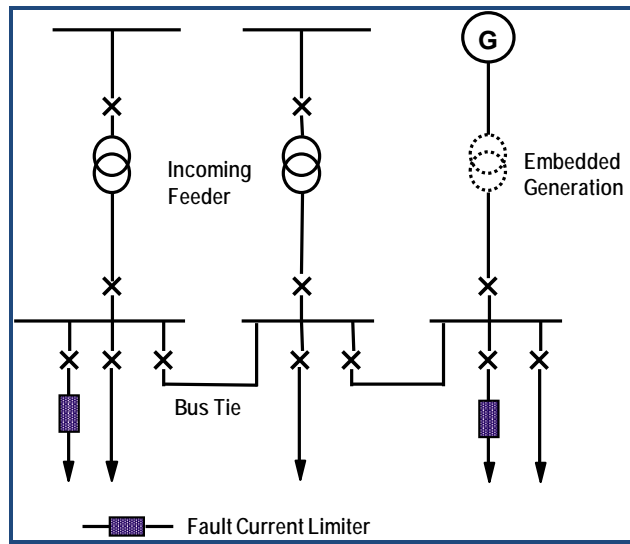 G
Incoming
Feeder
Embedded
Generation
Bus Tie
Fault Current Limiter